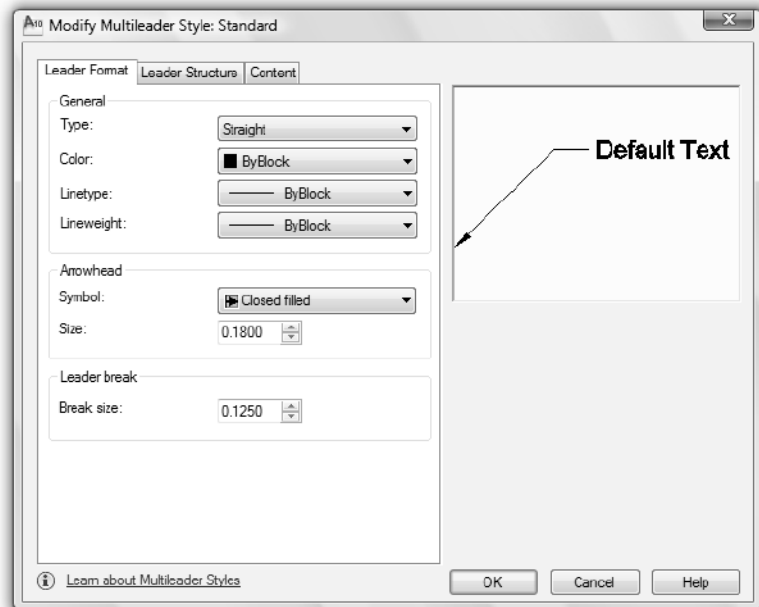 A10 Modify Multileader Style: Standard
X
Leader Format Leader Structure Content
General
Type: Straight
Color: ByBlock
Linetype: ByBlock
Lineweight: ByBlock
Arrowhead
Symbol: Closed filled
Size: 0.1800
Leader break
Break size: 0.1250
Default Text
Learn about Multileader Styles
OK Cancel Help